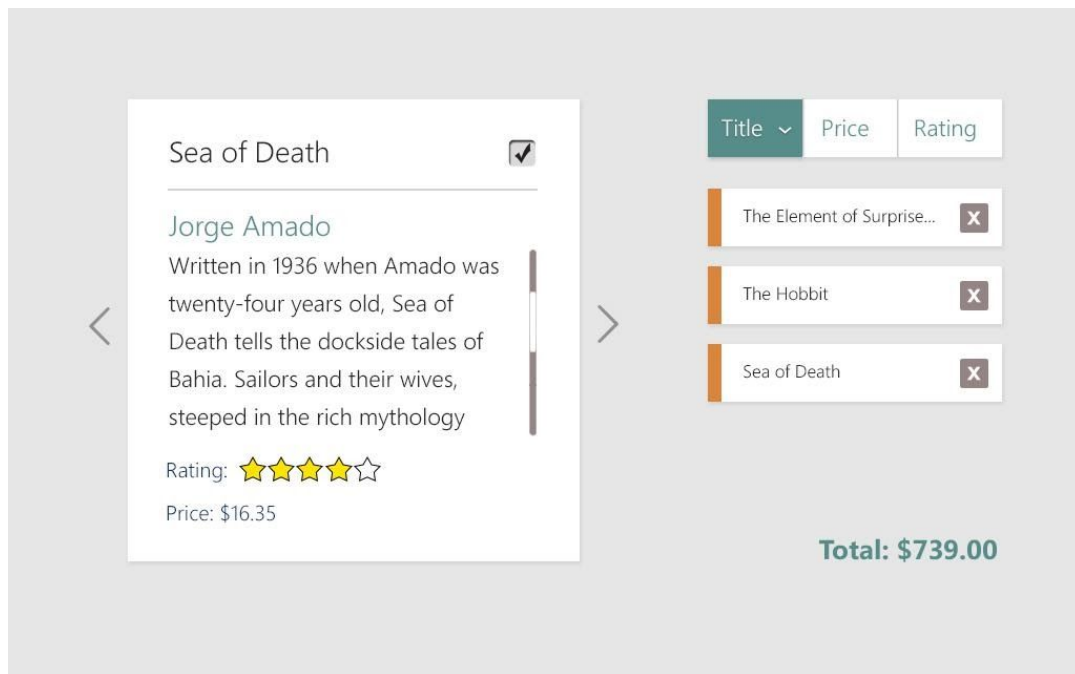 Sea of Death
Jorge Amado
Written in 1936 when Amado was
twenty-four years old, Sea of
Death tells the dockside tales of
Bahia. Sailors and their wives,
steeped in the rich mythology
Rating:
Price: $16.35
Title Price Rating
The Element of Surprise...
X
The Hobbit
X
Sea of Death
X
Total: $739.00